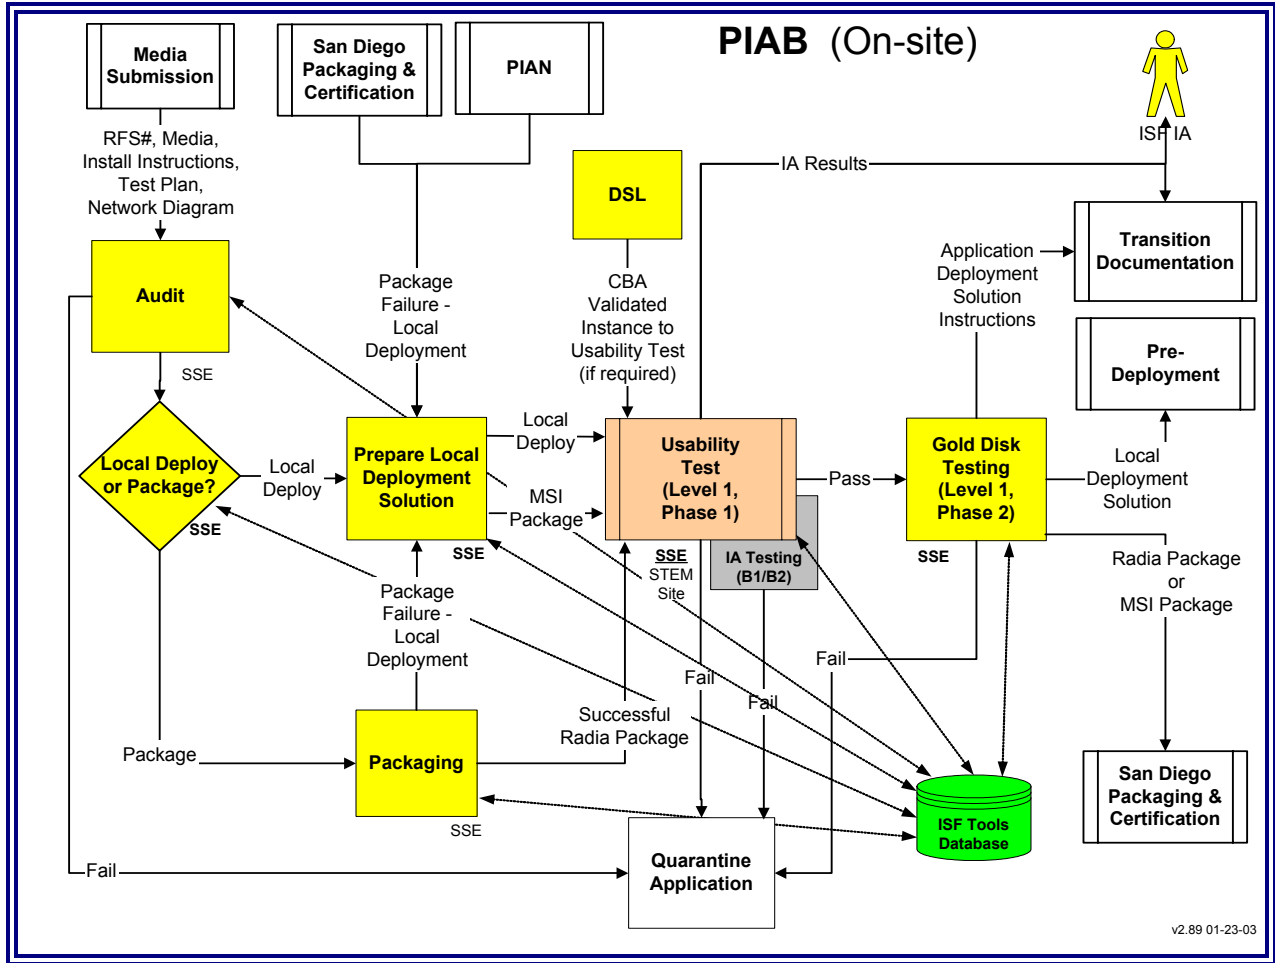 PIAB (On-site)
Media
Submission
San Diego
Packaging &
Certification
PIAN
ISF IA
RFS#, Media,
Install Instructions,
Test Plan,
Network Diagram
IA Results
DSL
Transition
Documentation
Application
Deployment
Solution
Instructions
Audit
SSE
Package
Failure -
Local
Deployment
CBA
Validated
Instance to
Usability Test
(if required)
Pre-
Deployment
Local Deploy
or Package?
SSE
Local
Deploy
Prepare Local
Deployment
Solution
SSE
Local
Deploy
MSI
Package
Usability
Test
(Level 1,
Phase 1)
SSE
STEM
Site
IA Testing
(B1/B2)
Pass
Gold Disk
Testing
(Level 1,
Phase 2)
SSE
Local
Deployment
Solution
Radia Package
or
MSI Package
Package
Failure -
Local
Deployment
Fail
Fail
Fail
Package
Packaging
SSE
Successful
Radia Package
ISF Tools
Database
San Diego
Packaging &
Certification
Fail
Quarantine
Application
v2.89 01-23-03